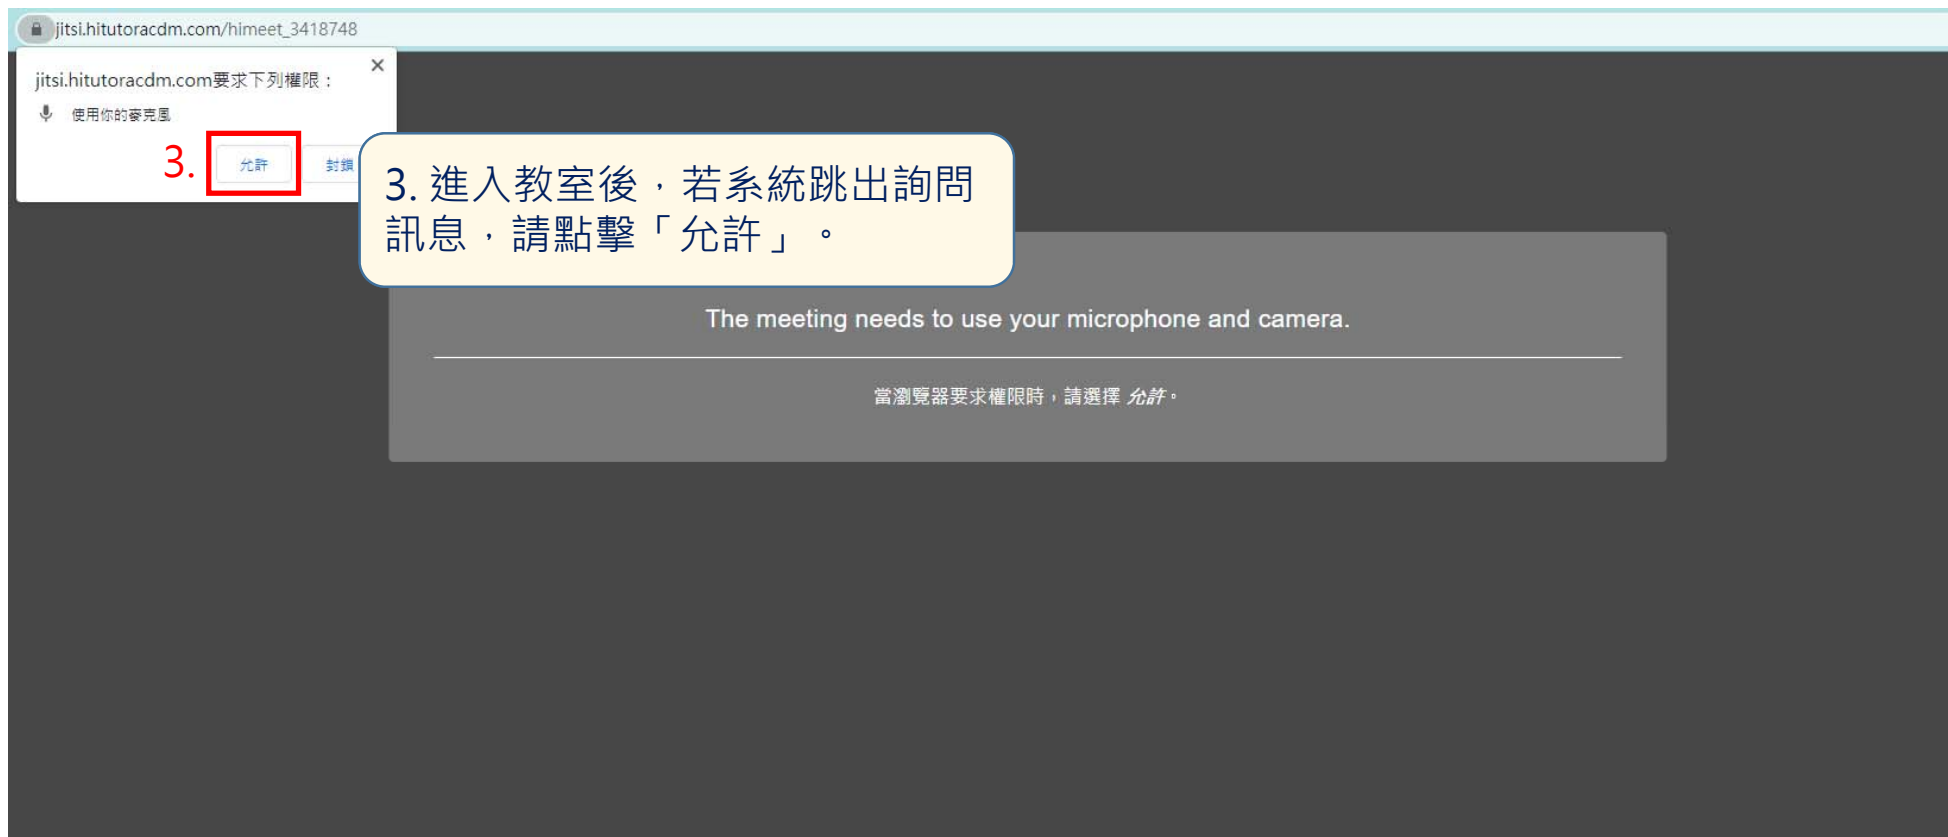 jitsi.hitutoracdm.com/himeet_3418748
jitsi.hitutoracdm.com要求下列權限：
使用你的麥克風
3.
允許
封鎖
3. 進入教室後，若系統跳出詢問
訊息，請點擊「允許」。
The meeting needs to use your microphone and camera.
當瀏覽器要求權限時，請選擇 允許。